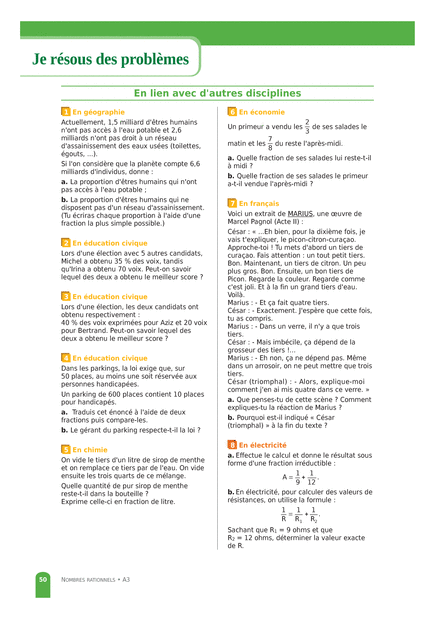 Je résous des problèmes
En lien avec d'autres disciplines
1 En géographie
Actuellement, 1,5 milliard d'êtres humains
n'ont pas accès à l'eau potable et 2,6
milliards n'ont pas droit à un réseau
d'assainissement des eaux usées (toilettes,
égouts, ...).
Si l'on considère que la planète compte 6,6
milliards d'individus, donne :
a. La proportion d'êtres humains qui n'ont
pas accès à l'eau potable ;
b. La proportion d'êtres humains qui ne
disposent pas d'un réseau d'assainissement.
(Tu écriras chaque proportion à l'aide d'une
fraction la plus simple possible.)
2 En éducation civique
Lors d'une élection avec 5 autres candidats,
Michel a obtenu 35 % des voix, tandis
qu'Irina a obtenu 70 voix. Peut-on savoir
lequel des deux a obtenu le meilleur score ?
3 En éducation civique
Lors d'une élection, les deux candidats ont
obtenu respectivement :
40 % des voix exprimées pour Aziz et 20 voix
pour Bertrand. Peut-on savoir lequel des
deux a obtenu le meilleur score ?
4 En éducation civique
Dans les parkings, la loi exige que, sur
50 places, au moins une soit réservée aux
personnes handicapées.
Un parking de 600 places contient 10 places
pour handicapés.
a. Traduis cet énoncé à l'aide de deux
fractions puis compare-les.
b. Le gérant du parking respecte-t-il la loi ?
5 En chimie
On vide le tiers d'un litre de sirop de menthe
et on remplace ce tiers par de l'eau. On vide
ensuite les trois quarts de ce mélange.
Quelle quantité de pur sirop de menthe
reste-t-il dans la bouteille ?
Exprime celle-ci en fraction de litre.
6 En économie
Un primeur a vendu les 2/3 de ses salades le
matin et les 7/8 du reste l'après-midi.
a. Quelle fraction de ses salades lui reste-t-il
à midi ?
b. Quelle fraction de ses salades le primeur
a-t-il vendue l'après-midi ?
7 En français
Voici un extrait de MARIUS, une œuvre de
Marcel Pagnol (Acte II) :
César : « ...Eh bien, pour la dixième fois, je
vais t'expliquer, le picon-citron-curaçao.
Approche-toi ! Tu mets d'abord un tiers de
curaçao. Fais attention : un tout petit tiers.
Bon. Maintenant, un tiers de citron. Un peu
plus gros. Bon. Ensuite, un bon tiers de
Picon. Regarde la couleur. Regarde comme
c'est joli. Et à la fin un grand tiers d'eau.
Voilà.
Marius : - Et ça fait quatre tiers.
César : - Exactement. J'espère que cette fois,
tu as compris.
Marius : - Dans un verre, il n'y a que trois
tiers.
César : - Mais imbécile, ça dépend de la
grosseur des tiers !...
Marius : - Eh non, ça ne dépend pas. Même
dans un arrosoir, on ne peut mettre que trois
tiers.
César (triomphal) : - Alors, explique-moi
comment j'en ai mis quatre dans ce verre. »
a. Que penses-tu de cette scène ? Comment
expliques-tu la réaction de Marius ?
b. Pourquoi est-il indiqué « César
(triomphal) » à la fin du texte ?
8 En électricité
a. Effectue le calcul et donne le résultat sous
forme d'une fraction irréductible :
A = 1/9 + 1/12.
b. En électricité, pour calculer des valeurs de
résistances, on utilise la formule :
1/R = 1/R₁ + 1/R₂.
Sachant que R₁ = 9 ohms et que
R₂ = 12 ohms, déterminer la valeur exacte
de R.
50 NOMBRES RATIONNELS • A3